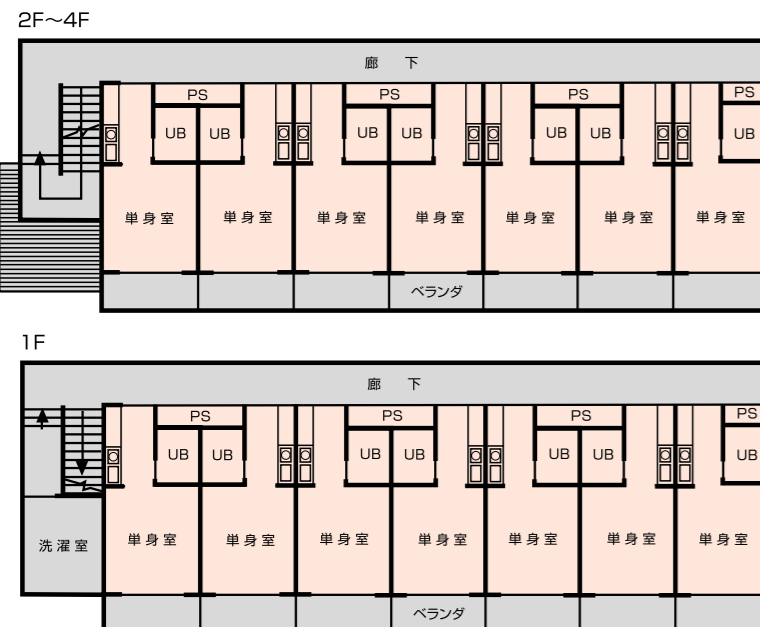 2F～4F
廊　下
PS PS PS PS
UB UB UB UB UB UB UB
単身室 単身室 単身室 単身室 単身室 単身室 単身室
ベランダ
1F
廊　下
PS PS PS PS
UB UB UB UB UB UB UB
洗濯室 単身室 単身室 単身室 単身室 単身室 単身室 単身室
ベランダ